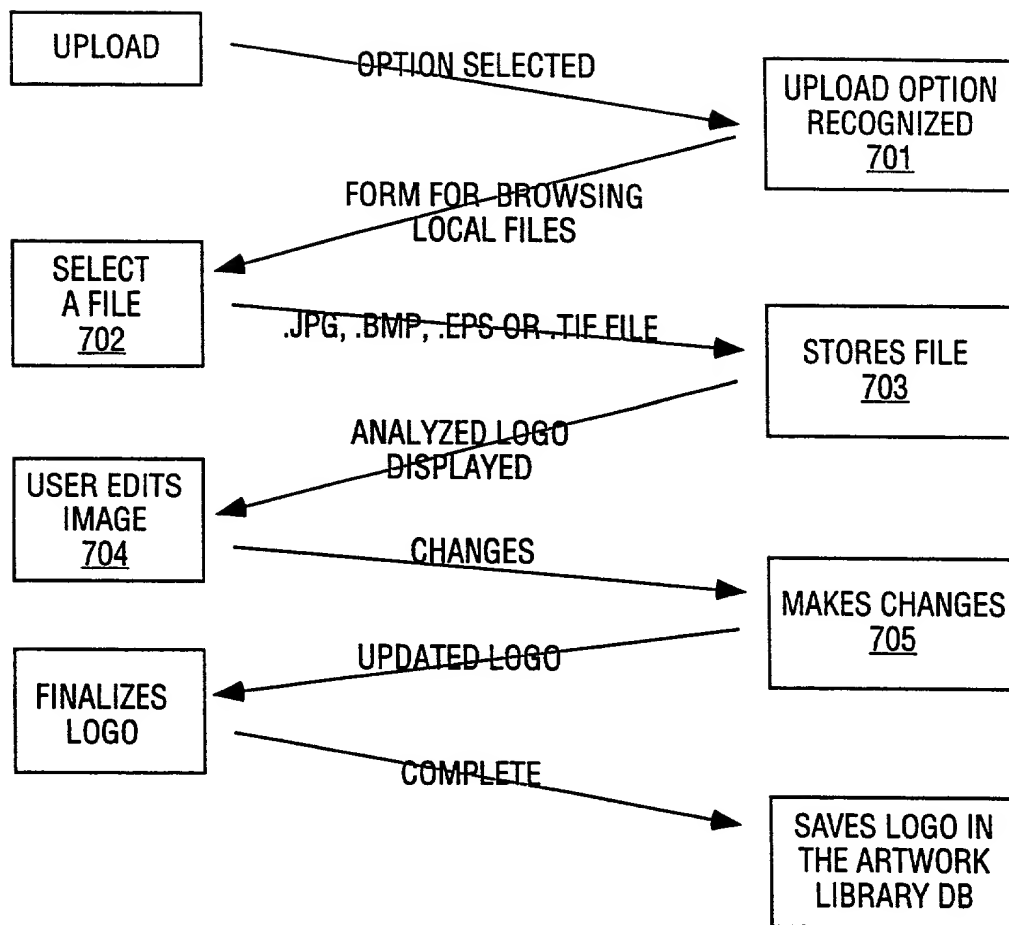 UPLOAD
OPTION SELECTED
UPLOAD OPTION
RECOGNIZED
701
FORM FOR BROWSING
LOCAL FILES
SELECT
A FILE
702
.JPG, .BMP, .EPS OR .TIF FILE
STORES FILE
703
ANALYZED LOGO
DISPLAYED
USER EDITS
IMAGE
704
CHANGES
MAKES CHANGES
705
UPDATED LOGO
FINALIZES
LOGO
COMPLETE
SAVES LOGO IN
THE ARTWORK
LIBRARY DB